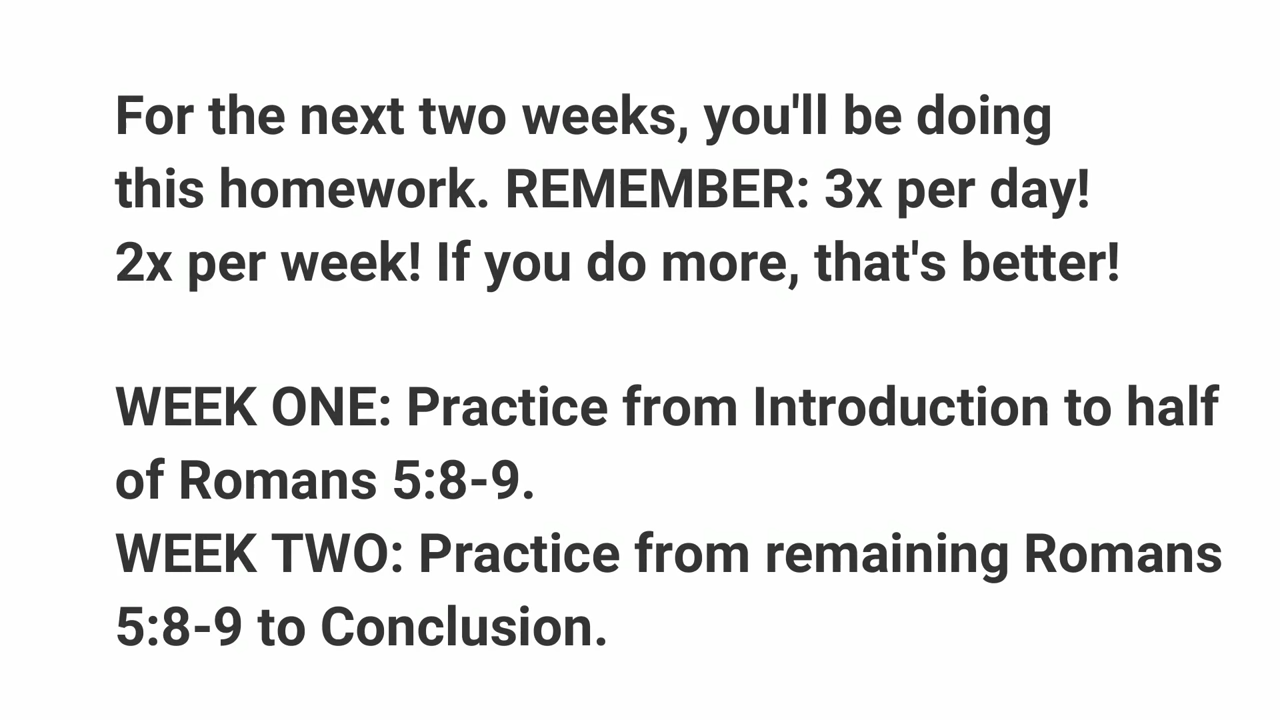 For the next two weeks, you'll be doing
this homework. REMEMBER: 3x per day!
2x per week! If you do more, that's better!
WEEK ONE: Practice from Introduction to half
of Romans 5:8-9.
WEEK TWO: Practice from remaining Romans
5:8-9 to Conclusion.